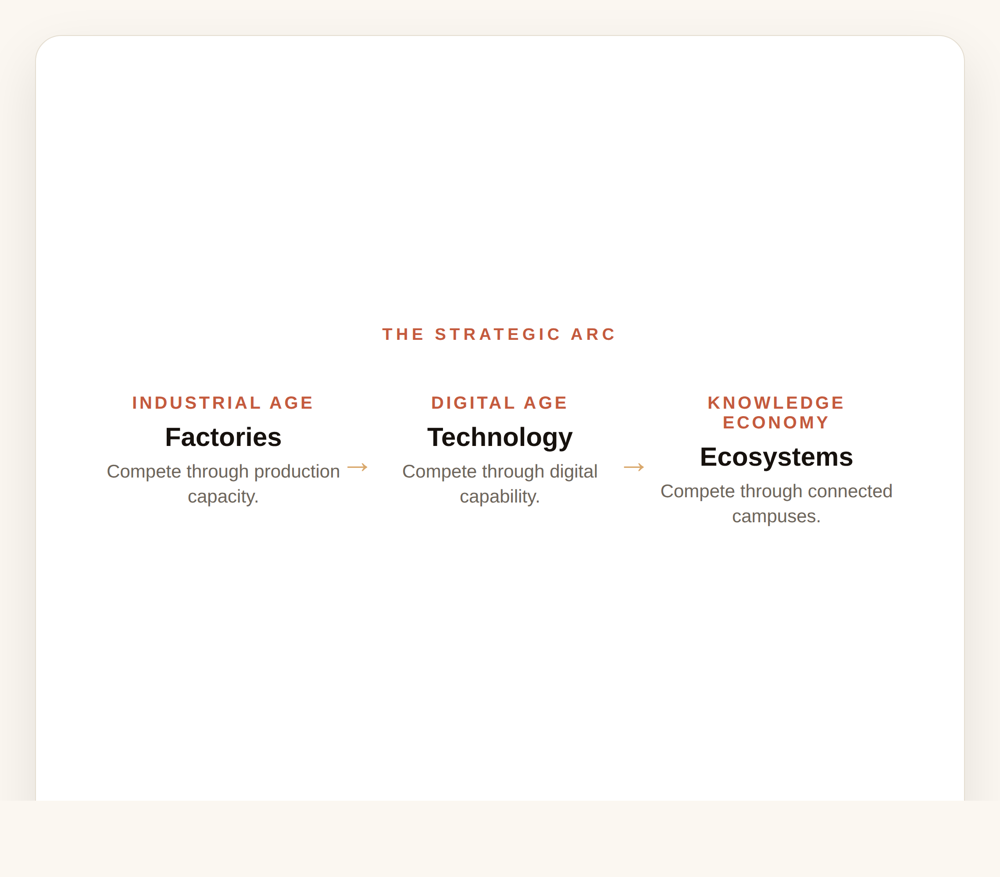 THE STRATEGIC ARC
INDUSTRIAL AGE
Factories
Compete through production
capacity.
→
DIGITAL AGE
Technology
Compete through digital
capability.
→
KNOWLEDGE
ECONOMY
Ecosystems
Compete through connected
campuses.